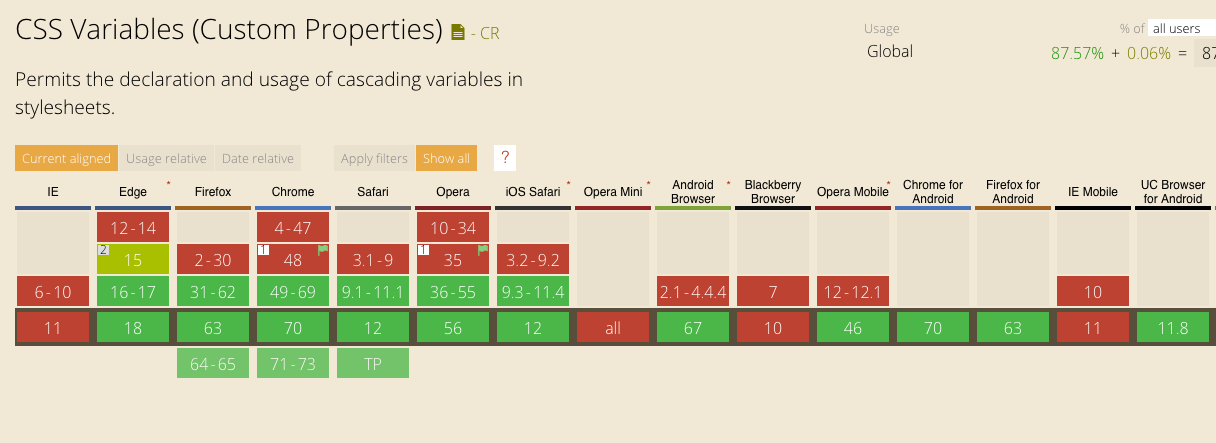 CSS Variables (Custom Properties) - CR
Usage % of all users
Global 87.57% + 0.06% = 87
Permits the declaration and usage of cascading variables in
stylesheets.
Current aligned Usage relative Date relative Apply filters Show all ?
IE Edge * Firefox Chrome Safari Opera iOS Safari * Opera Mini * Android Browser * Blackberry Browser Opera Mobile * Chrome for Android Firefox for Android IE Mobile UC Browser for Android
12-14 4-47 10-34
2 15 2-30 1 48 3.1-9 1 35 3.2-9.2
6-10 16-17 31-62 49-69 9.1-11.1 36-55 9.3-11.4 2.1-4.4.4 7 12-12.1 10
11 18 63 70 12 56 12 all 67 10 46 70 63 11 11.8
64-65 71-73 TP